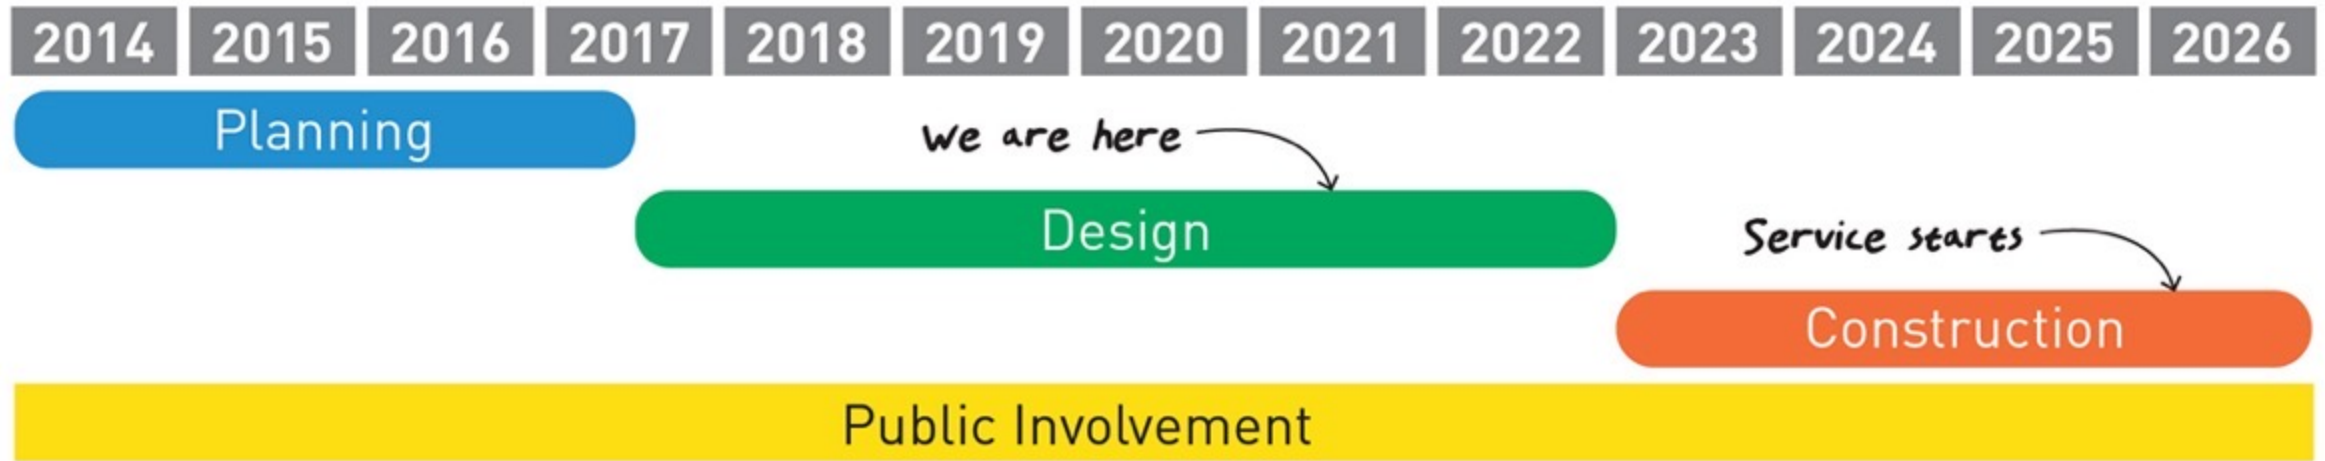 2014 2015 2016 2017 2018 2019 2020 2021 2022 2023 2024 2025 2026
Planning
We are here
Design
Service starts
Construction
Public Involvement